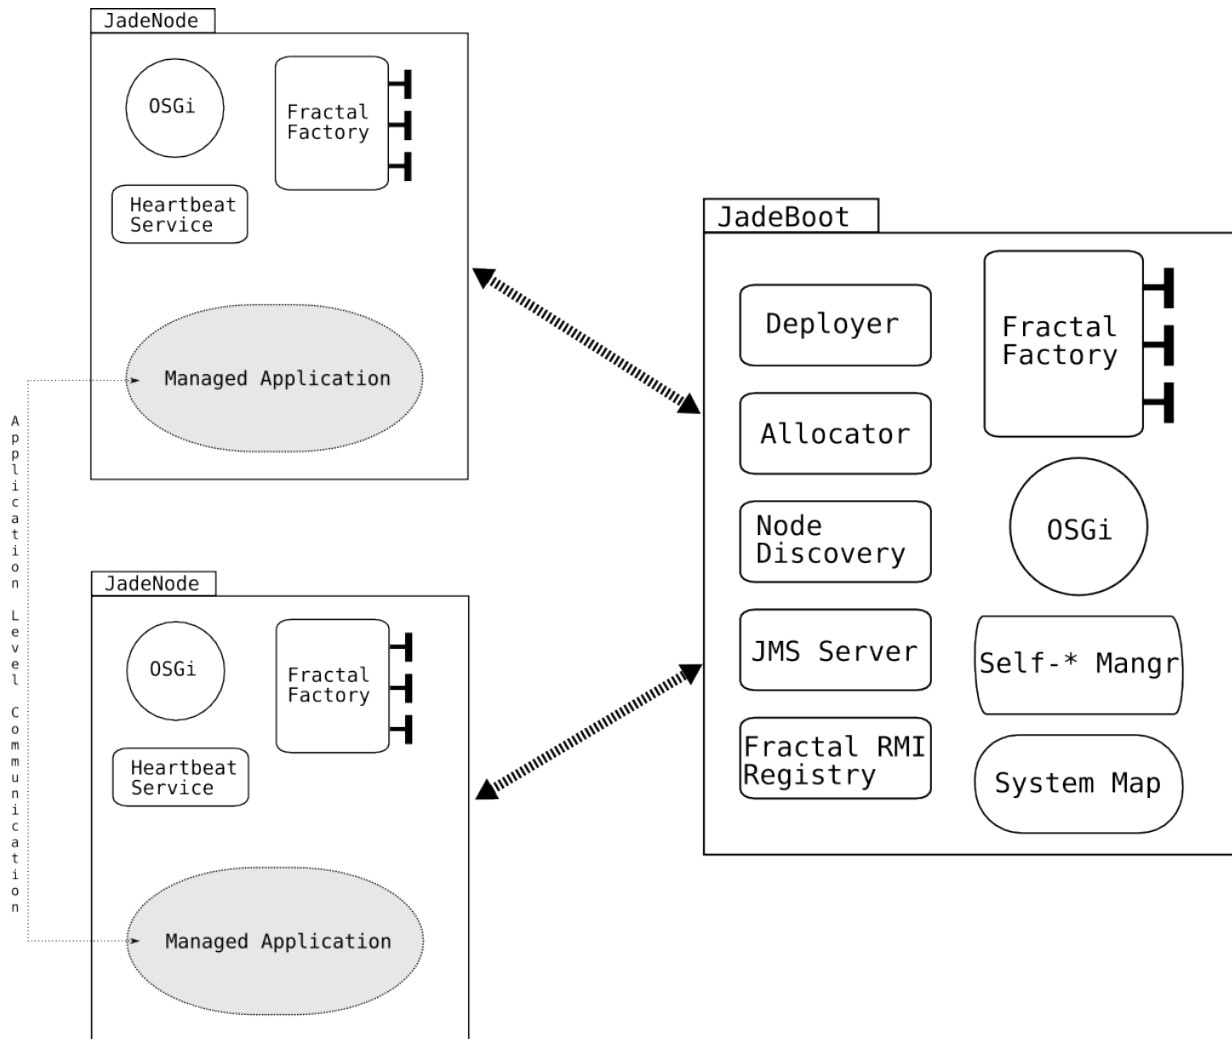 JadeNode
OSGi
Fractal
Factory
Heartbeat
Service
Managed Application
Application Level Communication
JadeNode
OSGi
Fractal
Factory
Heartbeat
Service
Managed Application
JadeBoot
Deployer
Allocator
Node
Discovery
JMS Server
Fractal RMI
Registry
Fractal
Factory
OSGi
Self-* Mangr
System Map